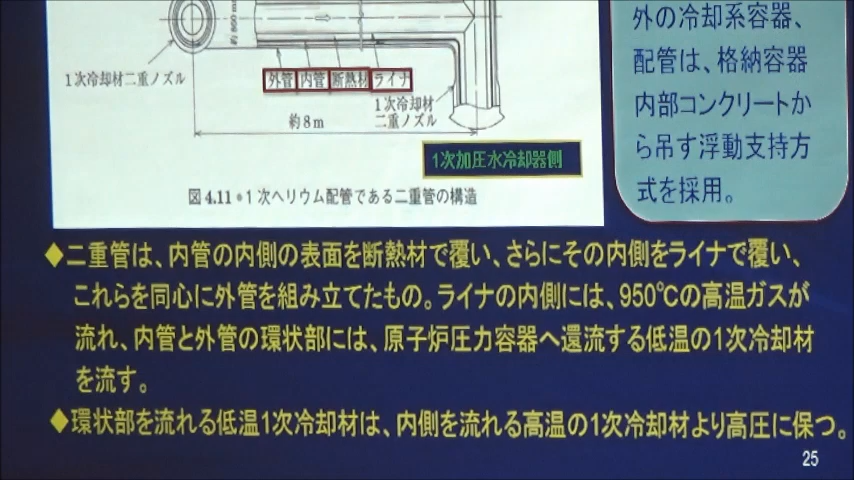 外の冷却系容器、
配管は、格納容器
内部コンクリートか
ら吊す浮動支持方
式を採用。
1次冷却材二重ノズル
外管 内管 断熱材 ライナ
1次冷却材
二重ノズル
約8m
1次加圧水冷却器側
図4.11 1次ヘリウム配管である二重管の構造
◆二重管は、内管の内側の表面を断熱材で覆い、さらにその内側をライナで覆い、
これらを同心に外管を組み立てたもの。ライナの内側には、950℃の高温ガスが
流れ、内管と外管の環状部には、原子炉圧力容器へ還流する低温の1次冷却材
を流す。
◆環状部を流れる低温1次冷却材は、内側を流れる高温の1次冷却材より高圧に保つ。
25